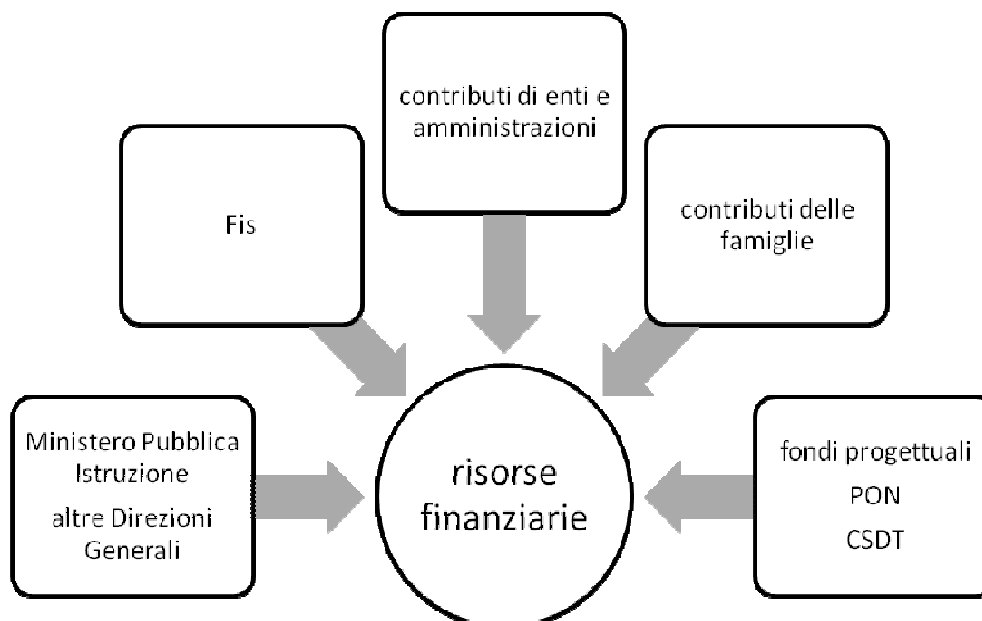 contributi di enti e
amministrazioni
Fis
contributi delle
famiglie
Ministero Pubblica
Istruzione
altre Direzioni
Generali
risorse
finanziarie
fondi progettuali
PON
CSDT